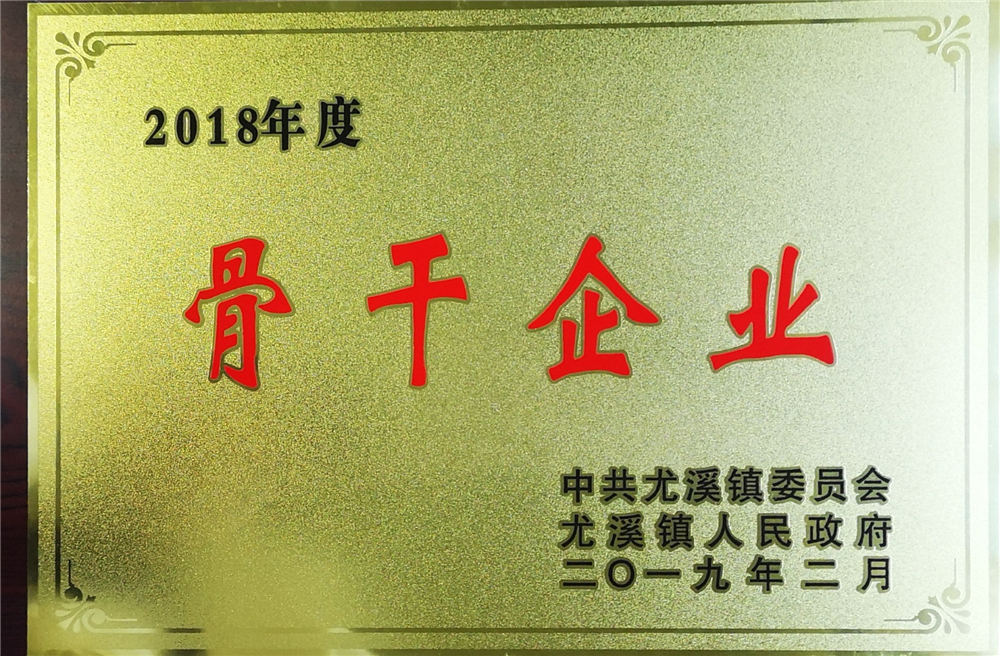 2018年度
骨干企业
中共尤溪镇委员会
尤溪镇人民政府
二〇一九年二月